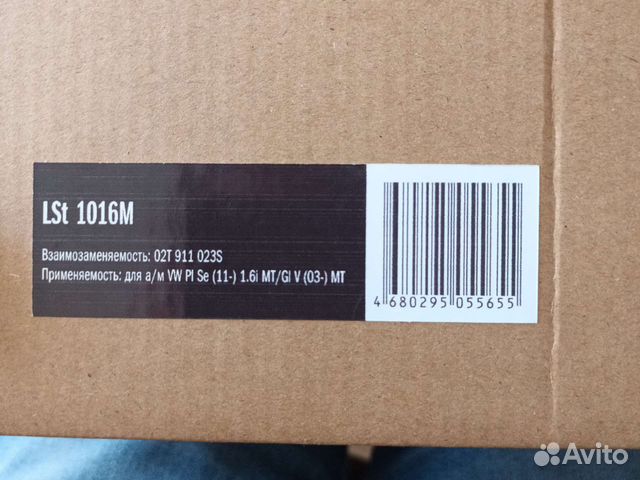 LSt 1016M
Взаимозаменяемость: 02T 911 023S
Применяемость: для а/м VW Pl Se (11-) 1.6i MT/Gl V (03-) MT
4 680295 055655
Avito